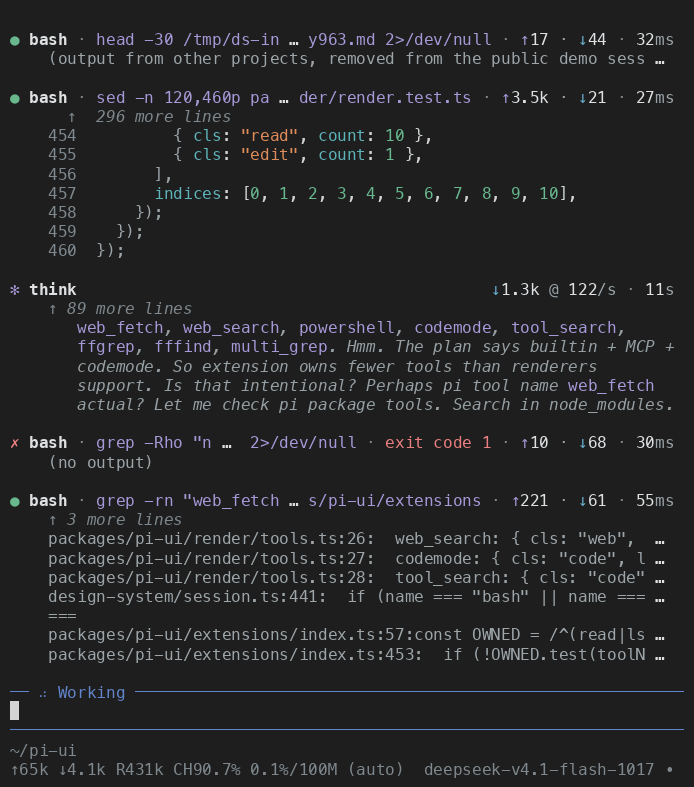 ● bash · head -30 /tmp/ds-in … y963.md 2>/dev/null · ↑17 · ↓44 · 32ms
(output from other projects, removed from the public demo sess …
● bash · sed -n 120,460p pa … der/render.test.ts · ↑3.5k · ↓21 · 27ms
↑ 296 more lines
454 { cls: "read", count: 10 },
455 { cls: "edit", count: 1 },
456 ],
457 indices: [0, 1, 2, 3, 4, 5, 6, 7, 8, 9, 10],
458 });
459 });
460 });
✻ think ↓1.3k @ 122/s · 11s
↑ 89 more lines
web_fetch, web_search, powershell, codemode, tool_search,
ffgrep, fffind, multi_grep. Hmm. The plan says builtin + MCP +
codemode. So extension owns fewer tools than renderers
support. Is that intentional? Perhaps pi tool name web_fetch
actual? Let me check pi package tools. Search in node_modules.
✗ bash · grep -Rho "n … 2>/dev/null · exit code 1 · ↑10 · ↓68 · 30ms
(no output)
● bash · grep -rn "web_fetch … s/pi-ui/extensions · ↑221 · ↓61 · 55ms
↑ 3 more lines
packages/pi-ui/render/tools.ts:26: web_search: { cls: "web", …
packages/pi-ui/render/tools.ts:27: codemode: { cls: "code", l …
packages/pi-ui/render/tools.ts:28: tool_search: { cls: "code" …
design-system/session.ts:441: if (name === "bash" || name === …
===
packages/pi-ui/extensions/index.ts:57:const OWNED = /^(read|ls …
packages/pi-ui/extensions/index.ts:453: if (!OWNED.test(toolN …
Working
~/pi-ui
↑65k ↓4.1k R431k CH90.7% 0.1%/100M (auto) deepseek-v4.1-flash-1017 •